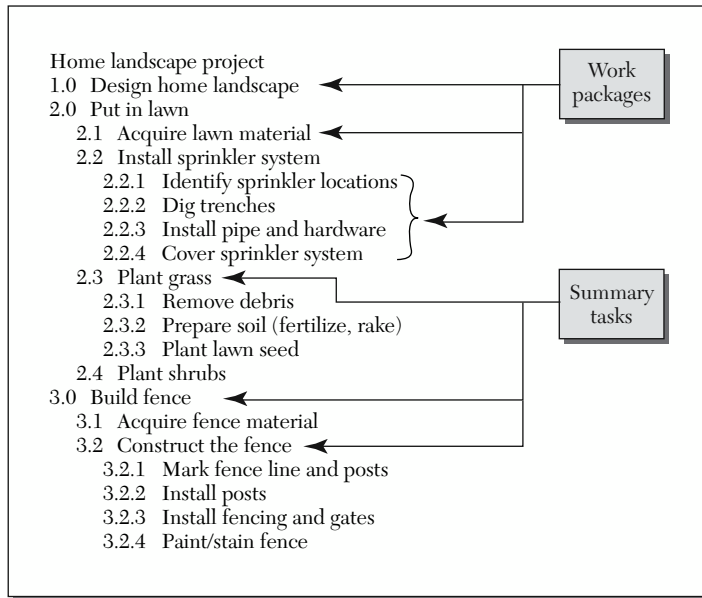 Home landscape project
1.0 Design home landscape
2.0 Put in lawn
2.1 Acquire lawn material
2.2 Install sprinkler system
2.2.1 Identify sprinkler locations
2.2.2 Dig trenches
2.2.3 Install pipe and hardware
2.2.4 Cover sprinkler system
2.3 Plant grass
2.3.1 Remove debris
2.3.2 Prepare soil (fertilize, rake)
2.3.3 Plant lawn seed
2.4 Plant shrubs
3.0 Build fence
3.1 Acquire fence material
3.2 Construct the fence
3.2.1 Mark fence line and posts
3.2.2 Install posts
3.2.3 Install fencing and gates
3.2.4 Paint/stain fence
Work
packages
Summary
tasks